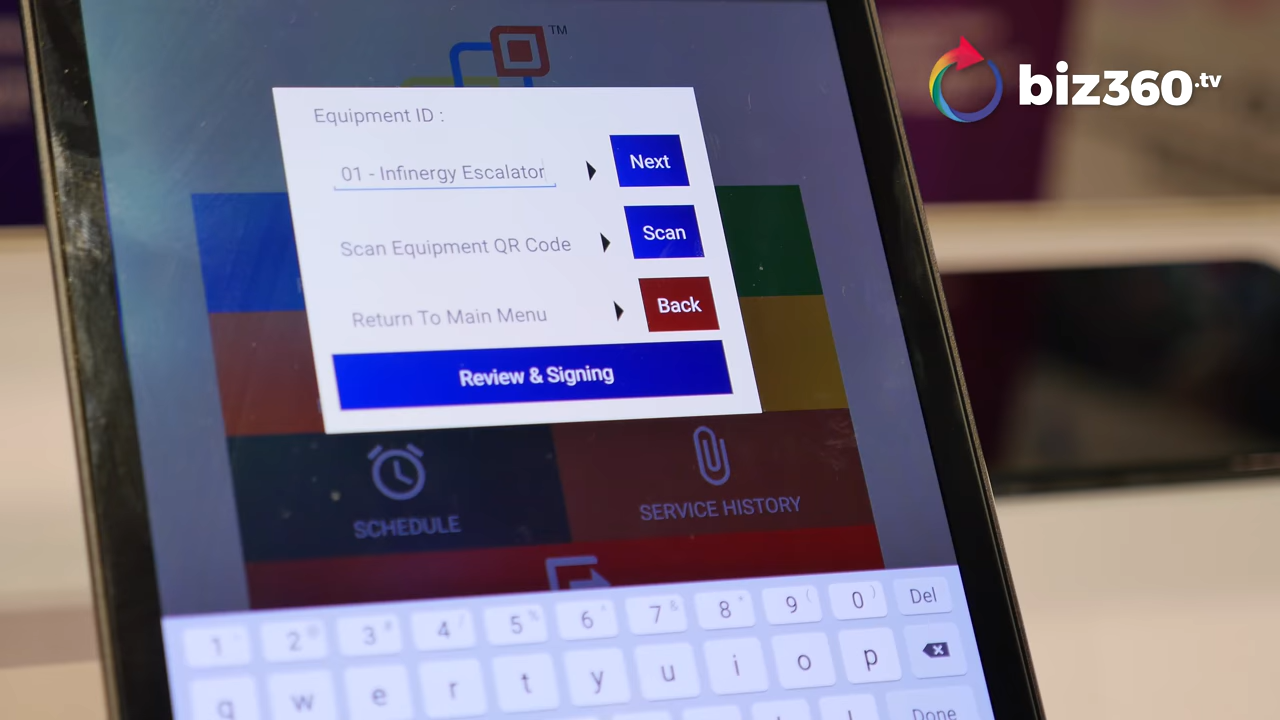 TM
biz360.tv
Equipment ID :
01 - Infinergy Escalator
Next
Scan Equipment QR Code
Scan
Return To Main Menu
Back
Review & Signing
SCHEDULE
SERVICE HISTORY
1 2 3 4 5 6 7 8 9 0 Del
q w e r t y u i o p
Done